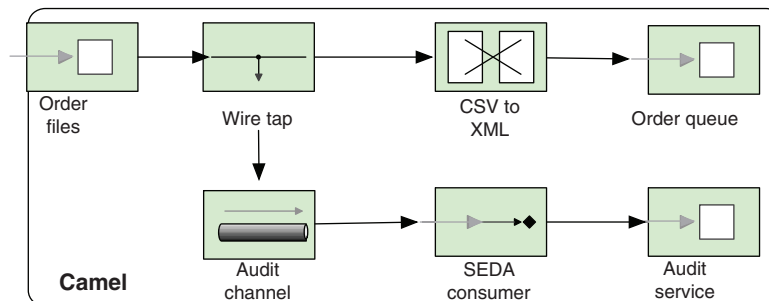 Order
files
Wire tap
CSV to
XML
Order queue
Audit
channel
SEDA
consumer
Audit
service
Camel